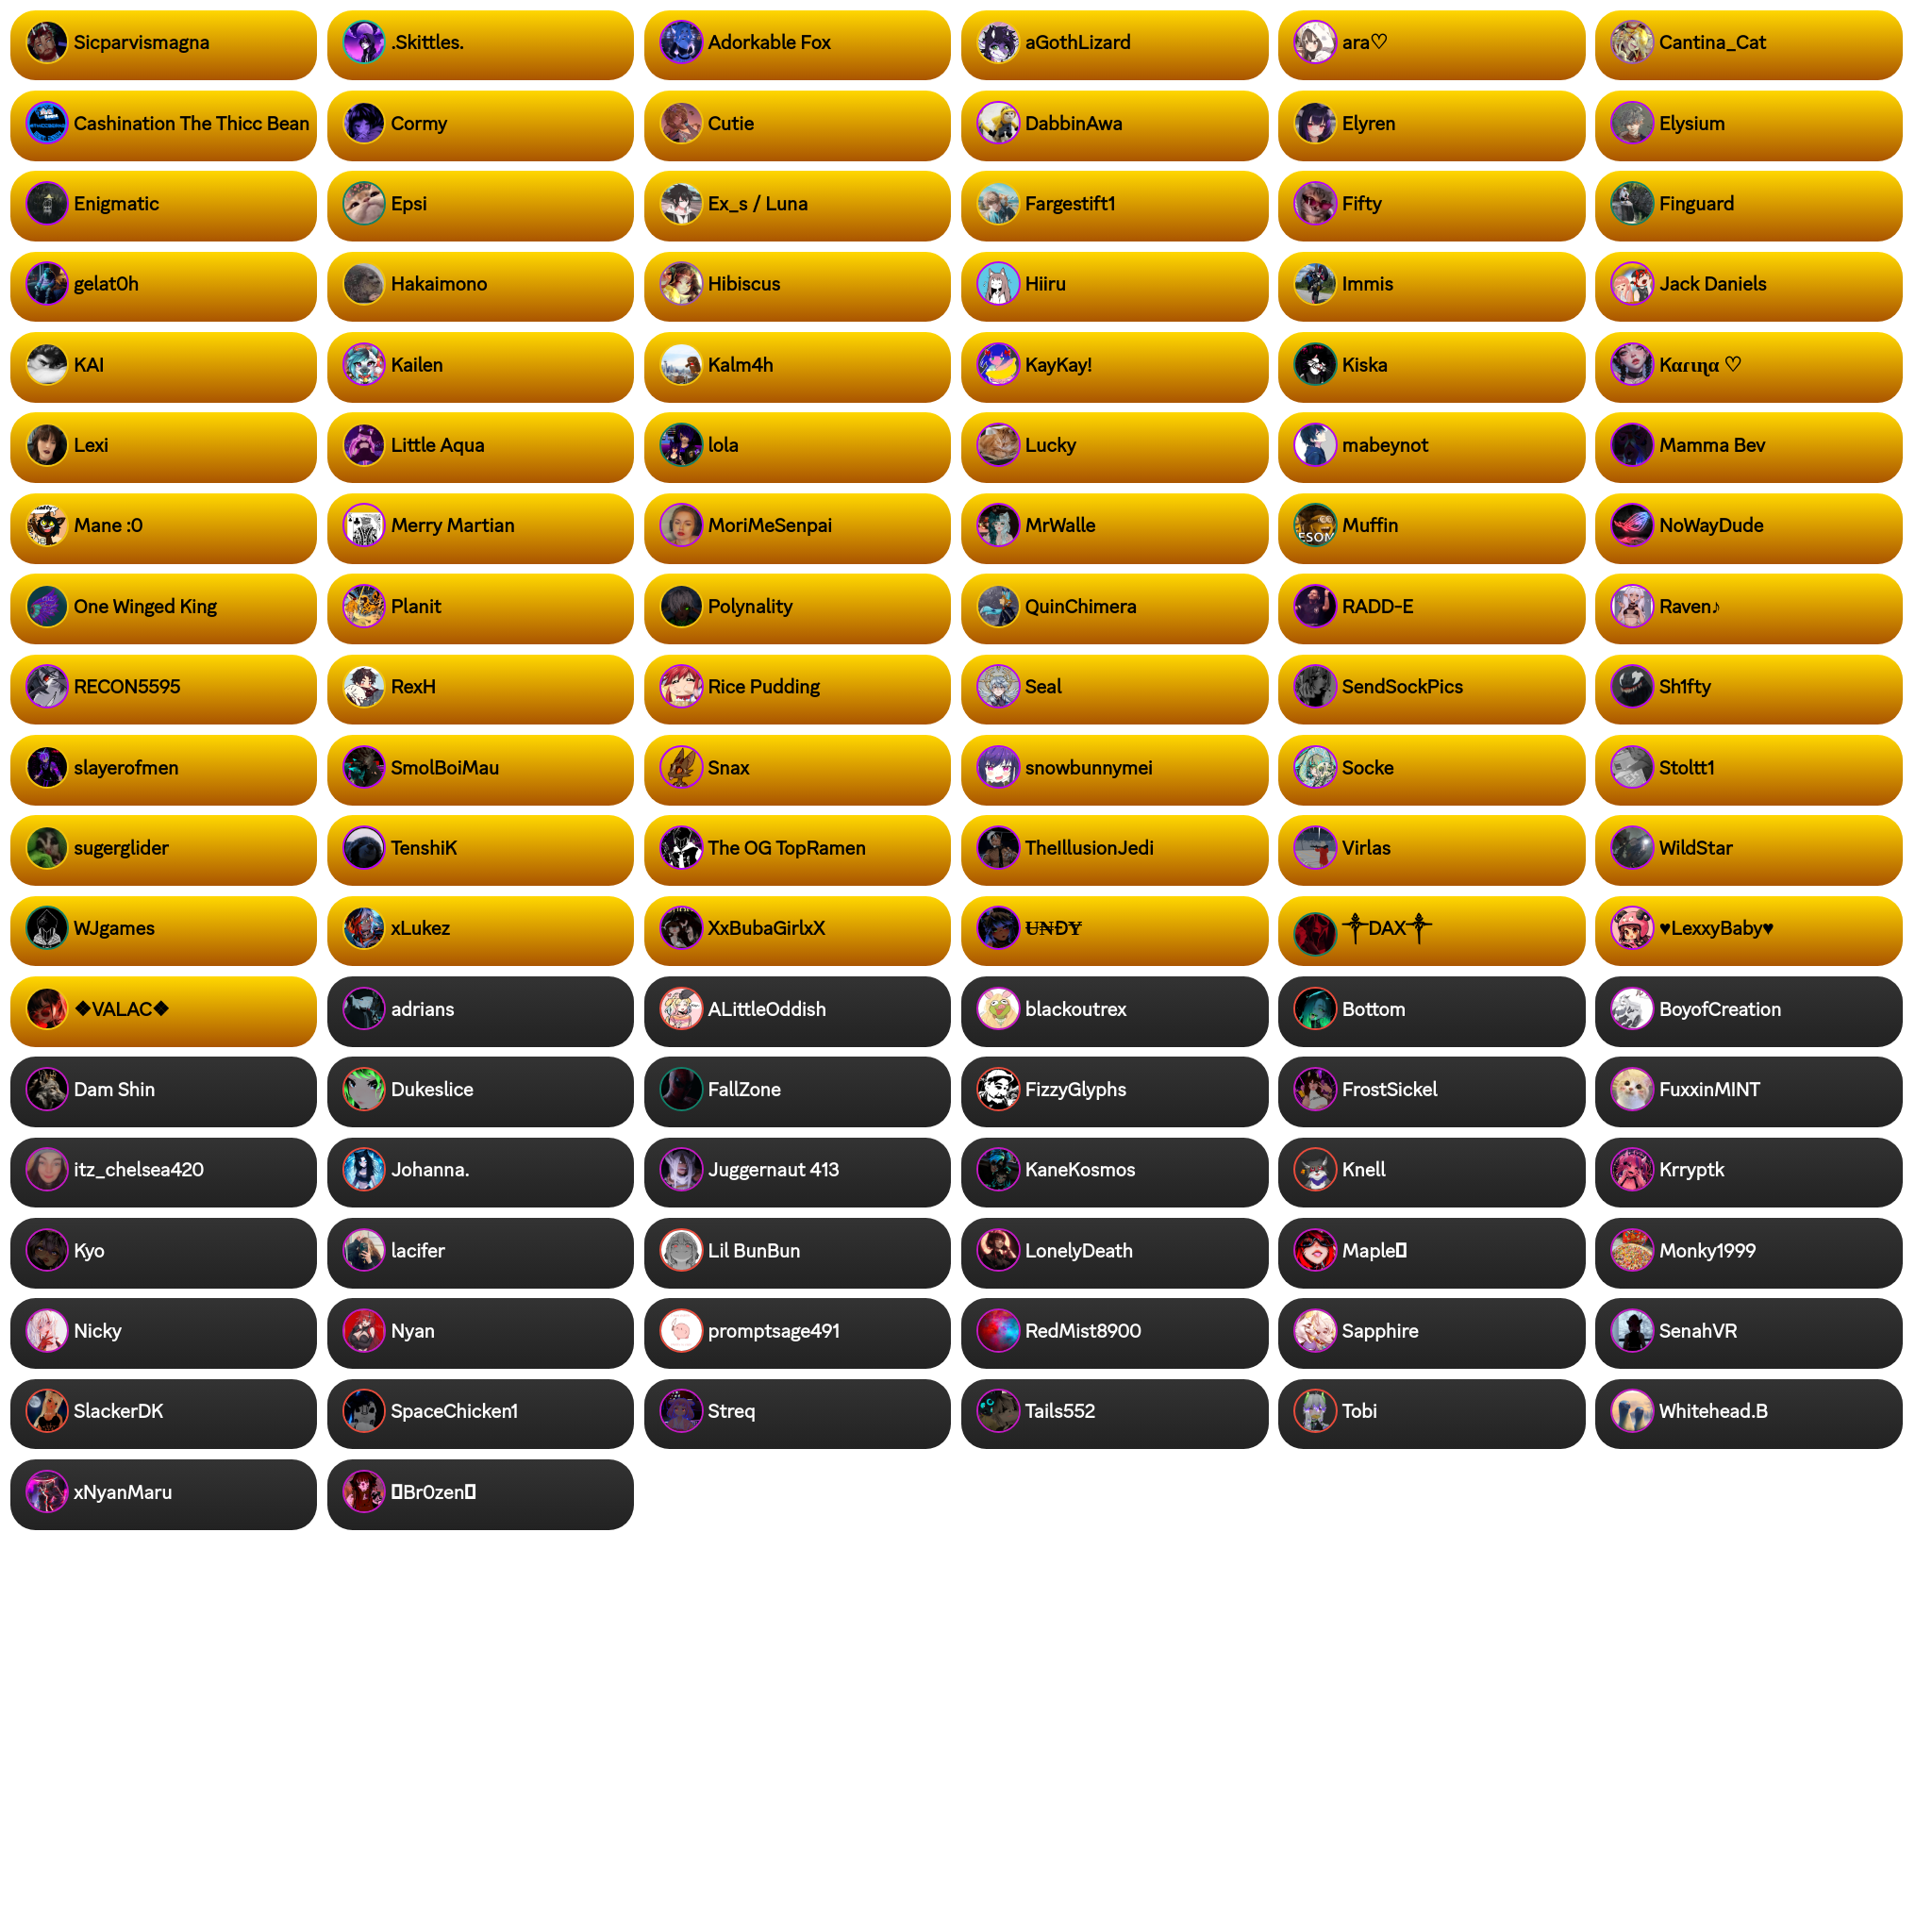 Sicparvismagna
.Skittles.
Adorkable Fox
aGothLizard
ara♡
Cantina_Cat
Cashination The Thicc Bean
Cormy
Cutie
DabbinAwa
Elyren
Elysium
Enigmatic
Epsi
Ex_s / Luna
Fargestift1
Fifty
Finguard
gelat0h
Hakaimono
Hibiscus
Hiiru
Immis
Jack Daniels
KAI
Kailen
Kalm4h
KayKay!
Kiska
Kαɾιɳα ♡
Lexi
Little Aqua
lola
Lucky
mabeynot
Mamma Bev
Mane :0
Merry Martian
MoriMeSenpai
MrWalle
Muffin
NoWayDude
One Winged King
Planit
Polynality
QuinChimera
RADD-E
Raven♪
RECON5595
RexH
Rice Pudding
Seal
SendSockPics
Sh1fty
slayerofmen
SmolBoiMau
Snax
snowbunnymei
Socke
Stoltt1
sugerglider
TenshiK
The OG TopRamen
TheIllusionJedi
Virlas
WildStar
WJgames
xLukez
XxBubaGirlxX
U̶₦ĐɎ
⸸DAX⸸
♥LexxyBaby♥
❖VALAC❖
adrians
ALittleOddish
blackoutrex
Bottom
BoyofCreation
Dam Shin
Dukeslice
FallZone
FizzyGlyphs
FrostSickel
FuxxinMINT
itz_chelsea420
Johanna.
Juggernaut 413
KaneKosmos
Knell
Krryptk
Kyo
lacifer
Lil BunBun
LonelyDeath
Maple▯
Monky1999
Nicky
Nyan
promptsage491
RedMist8900
Sapphire
SenahVR
SlackerDK
SpaceChicken1
Streq
Tails552
Tobi
Whitehead.B
xNyanMaru
▯Br0zen▯